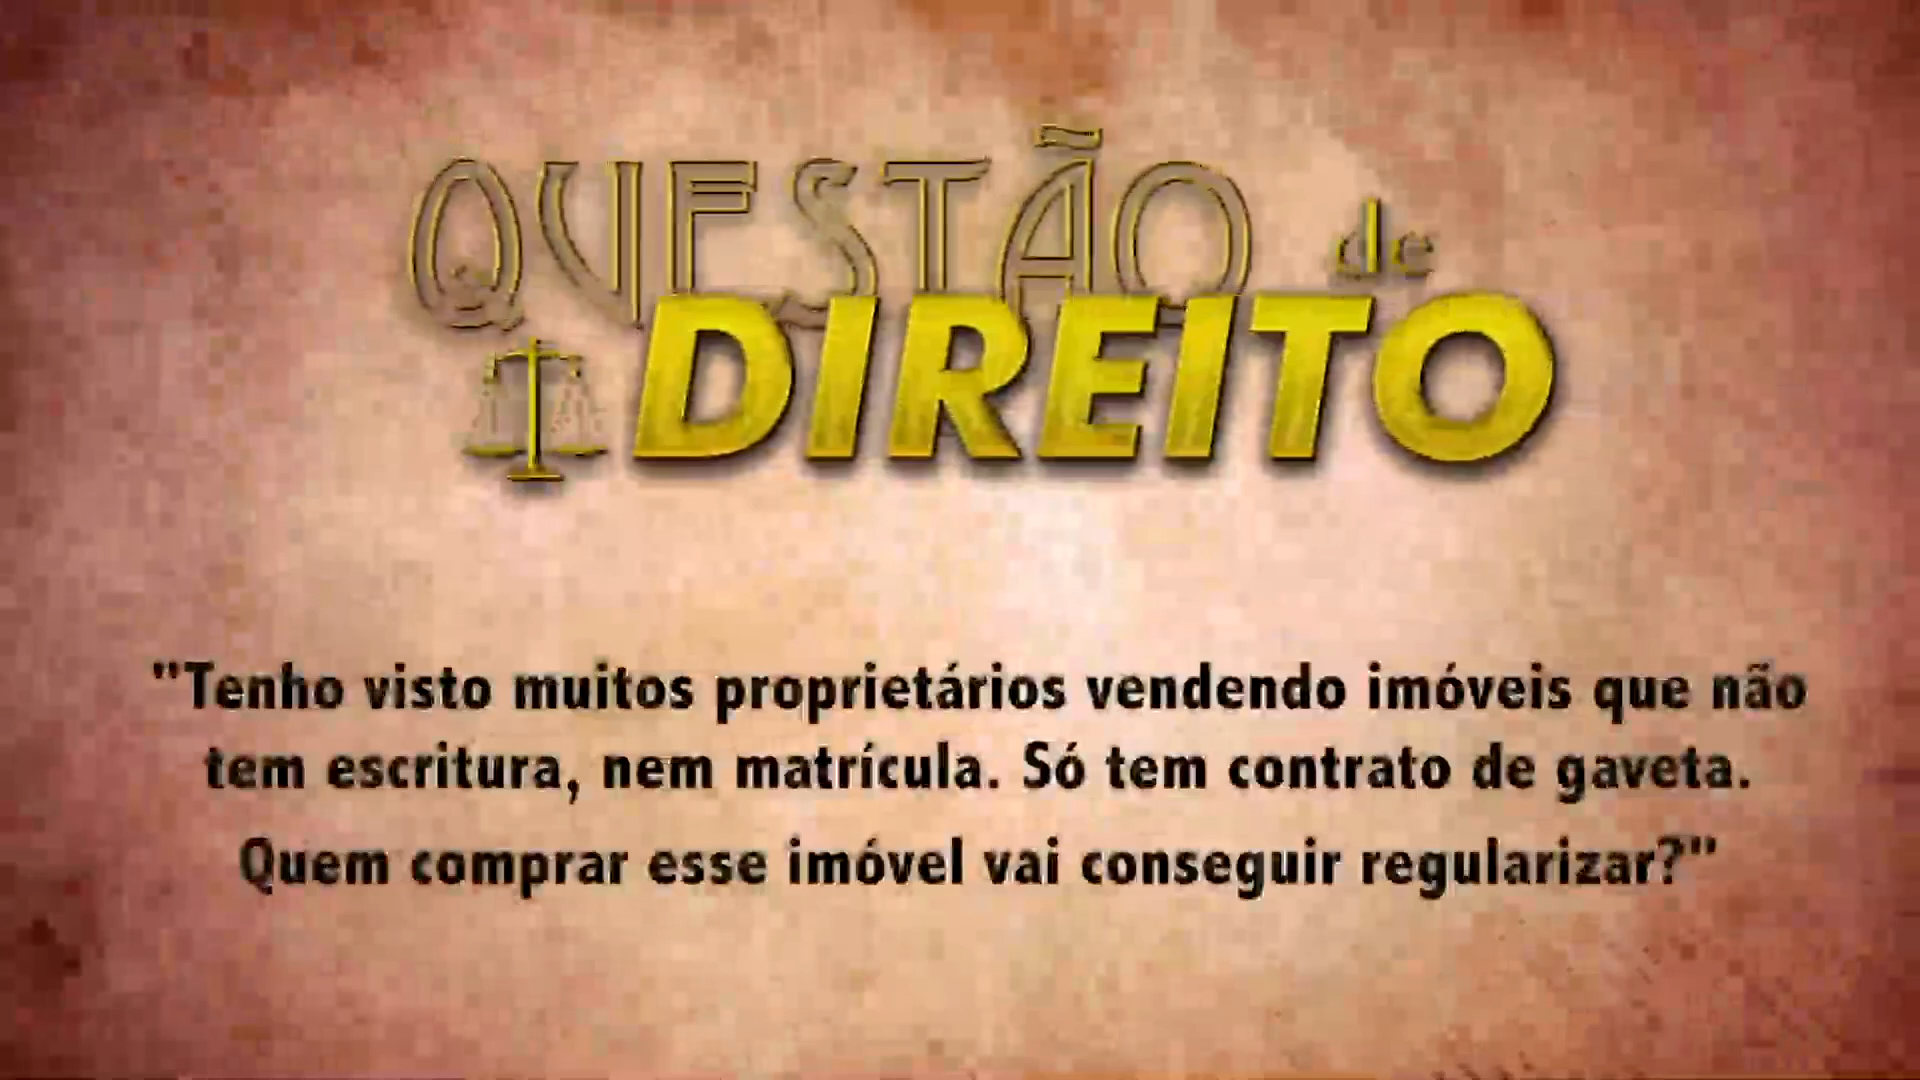 QUESTÃO de
DIREITO
"Tenho visto muitos proprietários vendendo imóveis que não
tem escritura, nem matrícula. Só tem contrato de gaveta.
Quem comprar esse imóvel vai conseguir regularizar?"